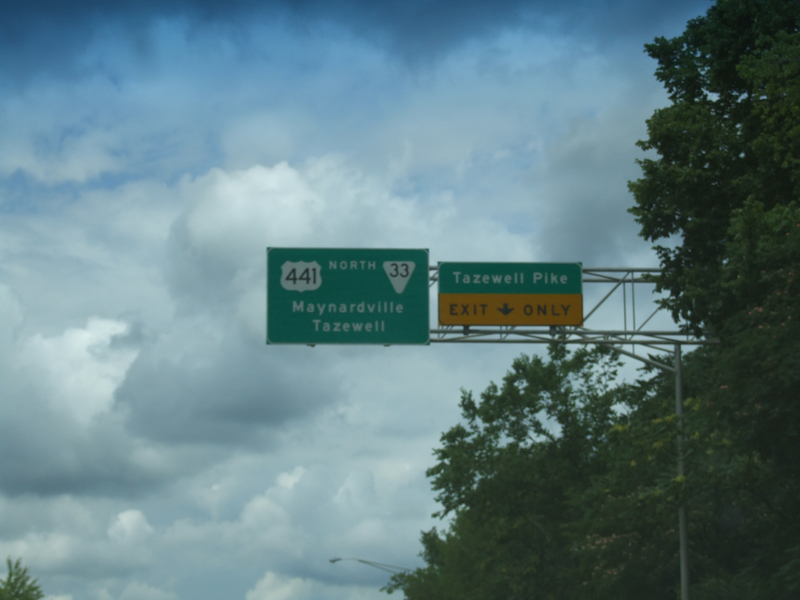 441 NORTH 33
Maynardville
Tazewell
Tazewell Pike
EXIT ONLY